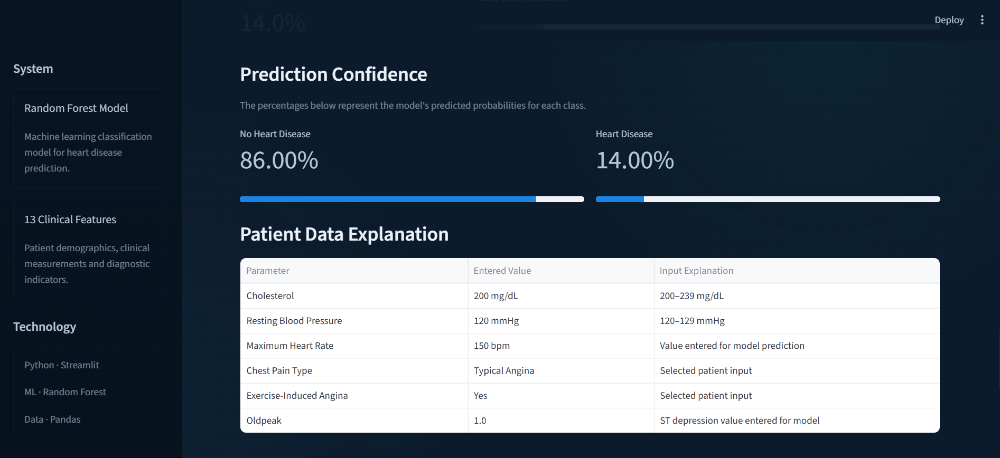 14.0%
Deploy
System
Random Forest Model
Machine learning classification
model for heart disease
prediction.
13 Clinical Features
Patient demographics, clinical
measurements and diagnostic
indicators.
Technology
Python · Streamlit
ML · Random Forest
Data · Pandas
Prediction Confidence
The percentages below represent the model's predicted probabilities for each class.
No Heart Disease
86.00%
Heart Disease
14.00%
Patient Data Explanation
Parameter Entered Value Input Explanation
Cholesterol 200 mg/dL 200–239 mg/dL
Resting Blood Pressure 120 mmHg 120–129 mmHg
Maximum Heart Rate 150 bpm Value entered for model prediction
Chest Pain Type Typical Angina Selected patient input
Exercise-Induced Angina Yes Selected patient input
Oldpeak 1.0 ST depression value entered for model